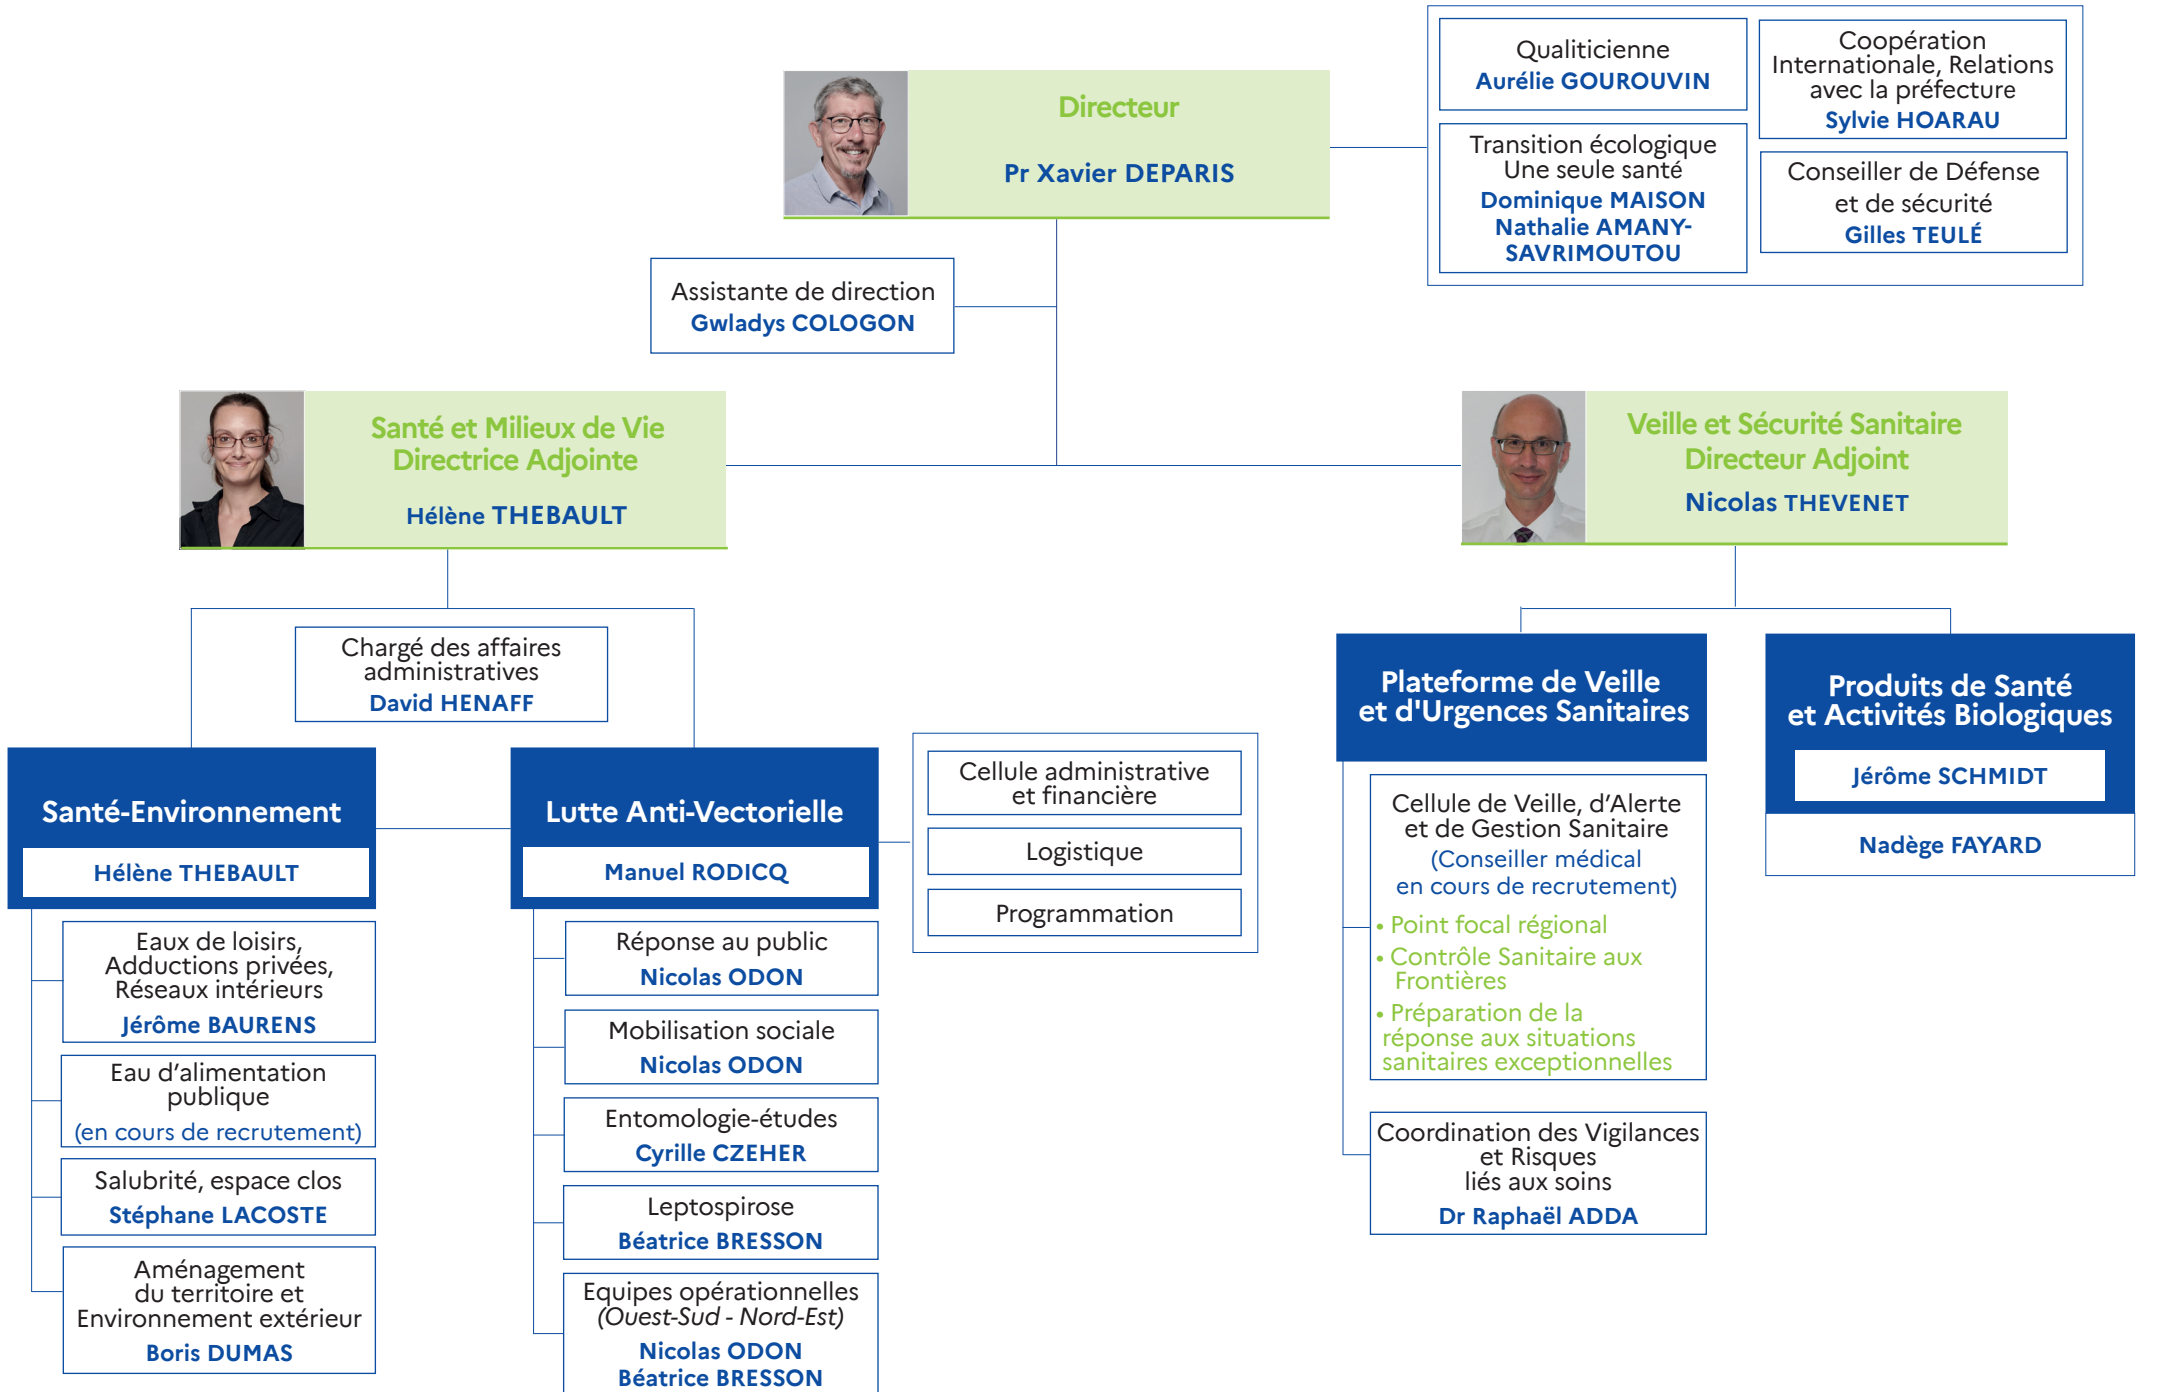 Directeur
Pr Xavier DEPARIS
Qualiticienne
Aurélie GOUROUVIN
Transition écologique
Une seule santé
Dominique MAISON
Nathalie AMANY-
SAVRIMOUTOU
Coopération
Internationale, Relations
avec la préfecture
Sylvie HOARAU
Conseiller de Défense
et de sécurité
Gilles TEULÉ
Assistante de direction
Gwladys COLOGON
Santé et Milieux de Vie
Directrice Adjointe
Hélène THEBAULT
Veille et Sécurité Sanitaire
Directeur Adjoint
Nicolas THEVENET
Chargé des affaires
administratives
David HENAFF
Santé-Environnement
Hélène THEBAULT
Eaux de loisirs,
Adductions privées,
Réseaux intérieurs
Jérôme BAURENS
Eau d'alimentation
publique
(en cours de recrutement)
Salubrité, espace clos
Stéphane LACOSTE
Aménagement
du territoire et
Environnement extérieur
Boris DUMAS
Lutte Anti-Vectorielle
Manuel RODICQ
Réponse au public
Nicolas ODON
Mobilisation sociale
Nicolas ODON
Entomologie-études
Cyrille CZEHER
Leptospirose
Béatrice BRESSON
Equipes opérationnelles
(Ouest-Sud - Nord-Est)
Nicolas ODON
Béatrice BRESSON
Cellule administrative
et financière
Logistique
Programmation
Plateforme de Veille
et d'Urgences Sanitaires
Cellule de Veille, d'Alerte
et de Gestion Sanitaire
(Conseiller médical
en cours de recrutement)
• Point focal régional
• Contrôle Sanitaire aux
Frontières
• Préparation de la
réponse aux situations
sanitaires exceptionnelles
Coordination des Vigilances
et Risques
liés aux soins
Dr Raphaël ADDA
Produits de Santé
et Activités Biologiques
Jérôme SCHMIDT
Nadège FAYARD